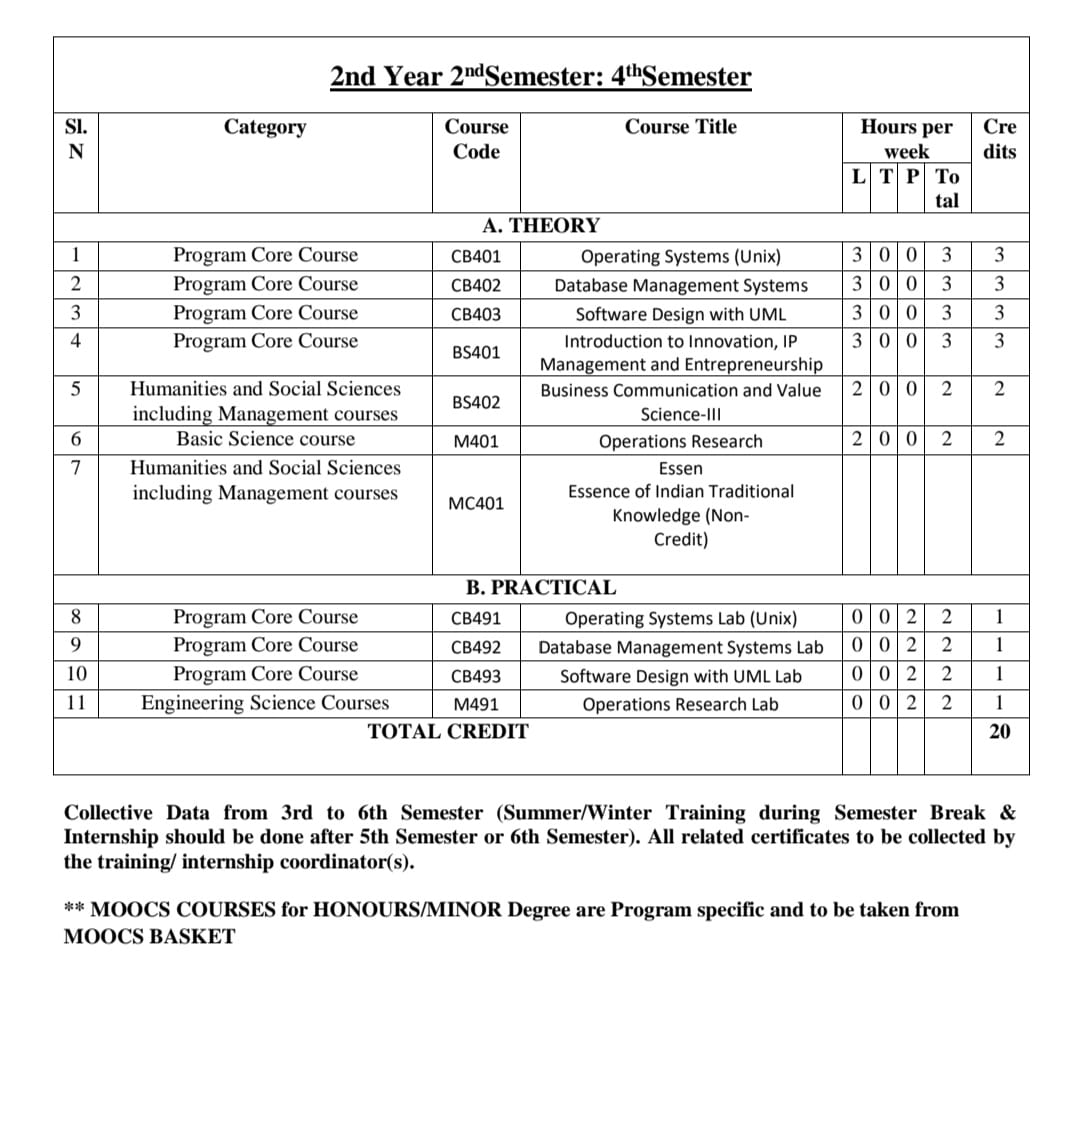 2nd Year 2ndSemester: 4thSemester
Sl. N Category Course Code Course Title Hours per week Cre dits
L T P To tal
A. THEORY
1 Program Core Course CB401 Operating Systems (Unix) 3 0 0 3 3
2 Program Core Course CB402 Database Management Systems 3 0 0 3 3
3 Program Core Course CB403 Software Design with UML 3 0 0 3 3
4 Program Core Course BS401 Introduction to Innovation, IP Management and Entrepreneurship 3 0 0 3 3
5 Humanities and Social Sciences including Management courses BS402 Business Communication and Value Science-III 2 0 0 2 2
6 Basic Science course M401 Operations Research 2 0 0 2 2
7 Humanities and Social Sciences including Management courses MC401 Essen Essence of Indian Traditional Knowledge (Non-Credit)
B. PRACTICAL
8 Program Core Course CB491 Operating Systems Lab (Unix) 0 0 2 2 1
9 Program Core Course CB492 Database Management Systems Lab 0 0 2 2 1
10 Program Core Course CB493 Software Design with UML Lab 0 0 2 2 1
11 Engineering Science Courses M491 Operations Research Lab 0 0 2 2 1
TOTAL CREDIT 20
Collective Data from 3rd to 6th Semester (Summer/Winter Training during Semester Break &
Internship should be done after 5th Semester or 6th Semester). All related certificates to be collected by
the training/ internship coordinator(s).
** MOOCS COURSES for HONOURS/MINOR Degree are Program specific and to be taken from
MOOCS BASKET